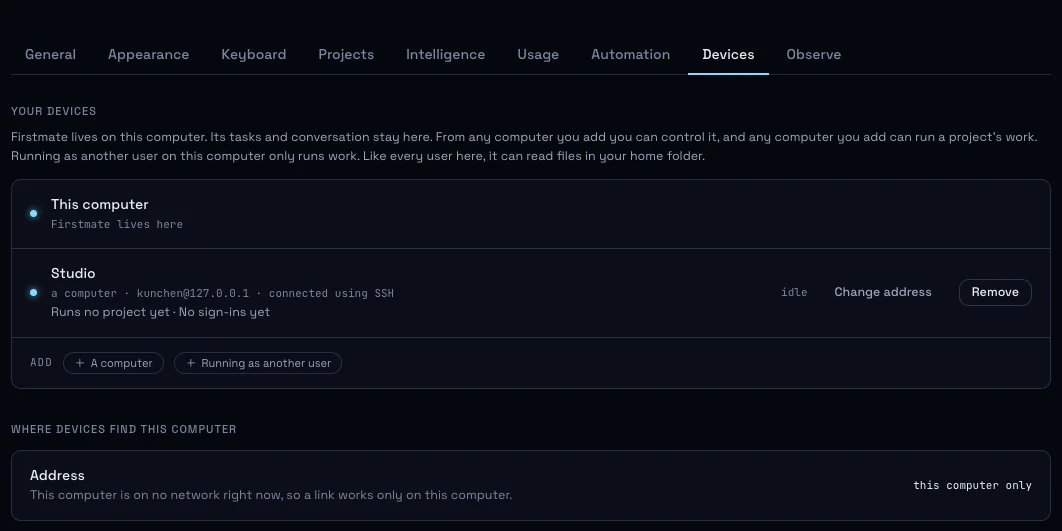 General Appearance Keyboard Projects Intelligence Usage Automation Devices Observe
YOUR DEVICES
Firstmate lives on this computer. Its tasks and conversation stay here. From any computer you add you can control it, and any computer you add can run a project's work.
Running as another user on this computer only runs work. Like every user here, it can read files in your home folder.
This computer
Firstmate lives here
Studio
a computer · kunchen@127.0.0.1 · connected using SSH
idle Change address Remove
Runs no project yet · No sign-ins yet
ADD + A computer + Running as another user
WHERE DEVICES FIND THIS COMPUTER
Address
This computer is on no network right now, so a link works only on this computer.
this computer only